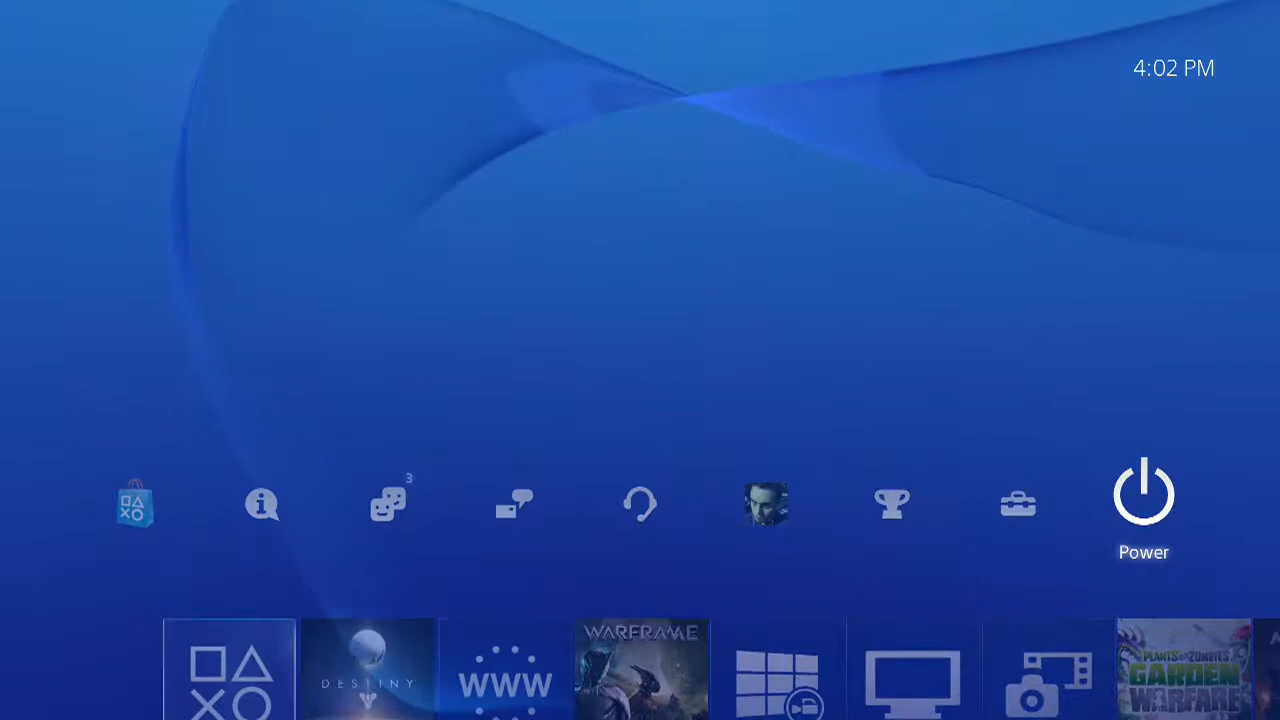 4:02 PM
3
Power
DESTINY
WWW
WARFRAME
PLANTS vs. ZOMBIES
GARDEN
WARFARE